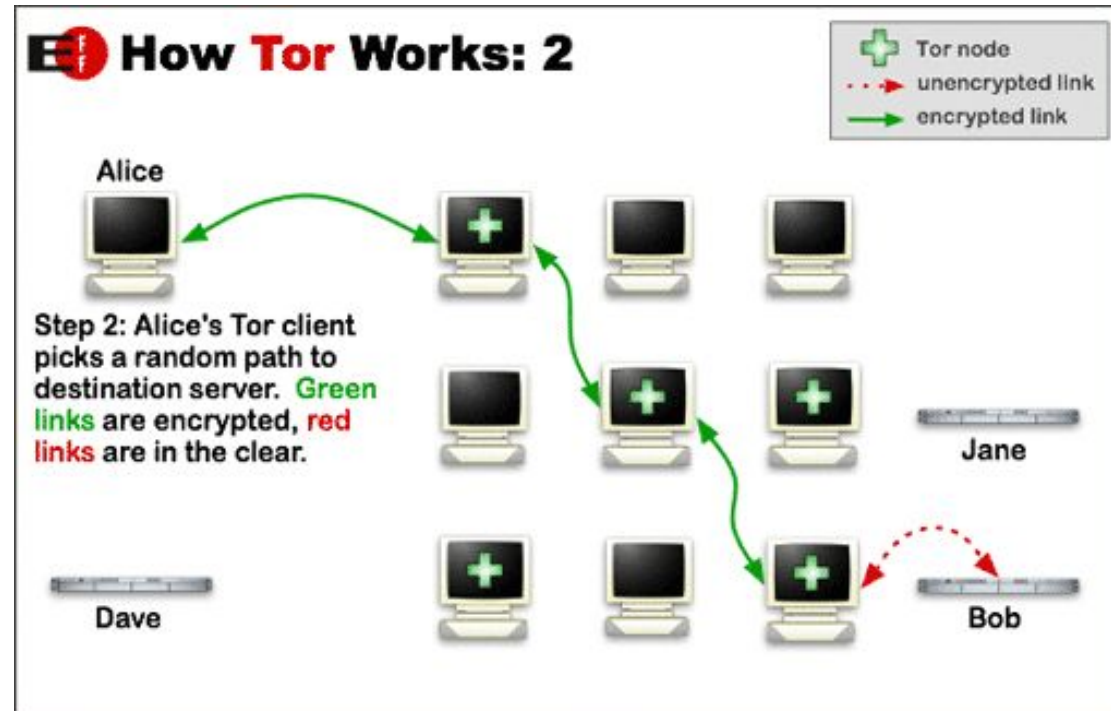 EFF How Tor Works: 2
Tor node
unencrypted link
encrypted link
Alice
Step 2: Alice's Tor client
picks a random path to
destination server. Green
links are encrypted, red
links are in the clear.
Jane
Dave
Bob